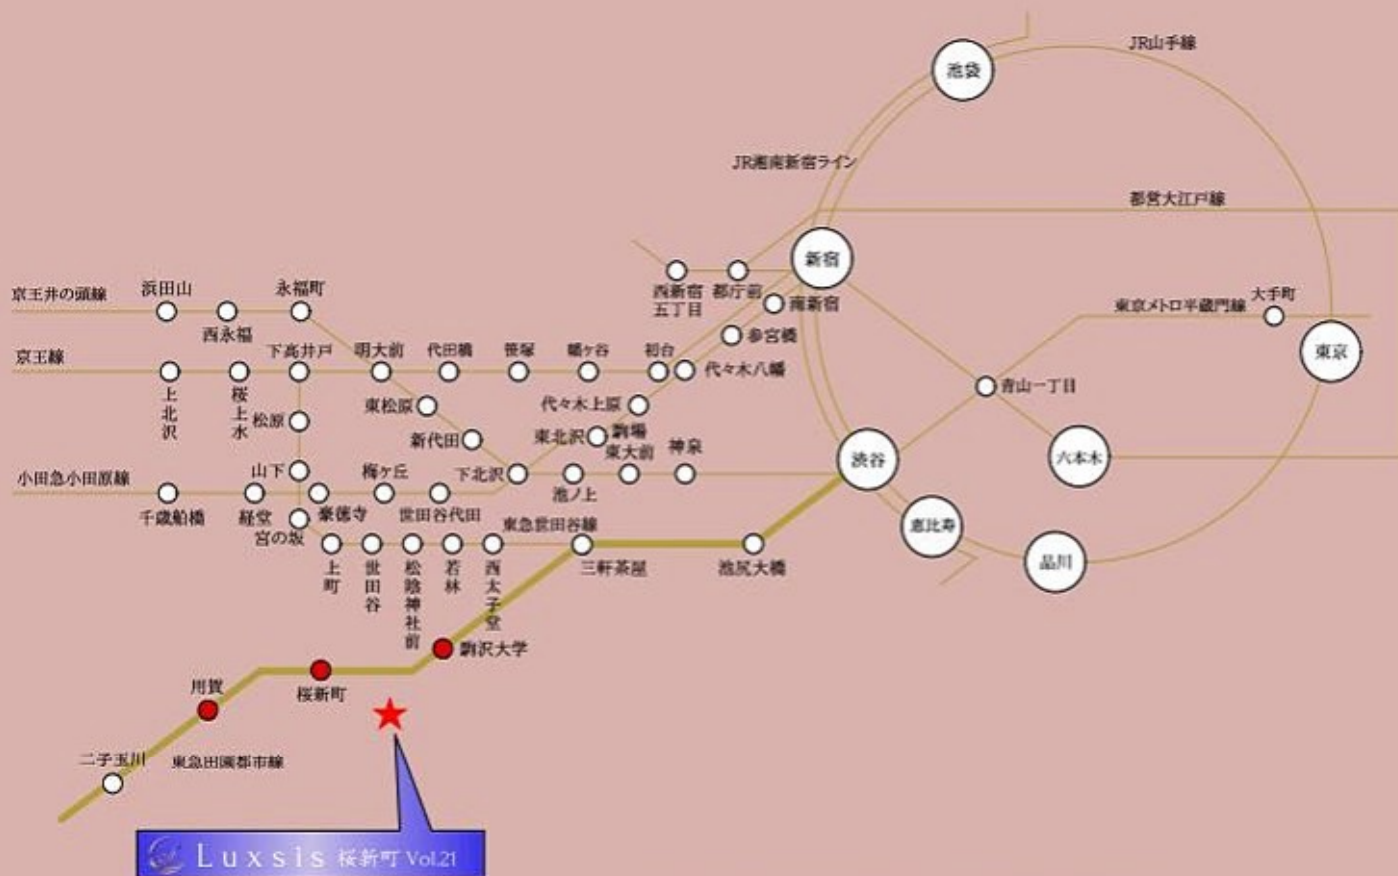 池袋
JR山手線
JR湘南新宿ライン
都営大江戸線
新宿
西新宿
五丁目
都庁前
南新宿
参宮橋
京王井の頭線
浜田山
西永福
永福町
東京メトロ半蔵門線
大手町
東京
京王線
上北沢
桜上水
下高井戸
明大前
代田橋
笹塚
幡ヶ谷
初台
代々木八幡
青山一丁目
松原
東松原
代々木上原
新代田
東北沢
駒場
東大前
神泉
渋谷
六本木
小田急小田原線
千歳船橋
経堂
山下
豪徳寺
梅ヶ丘
世田谷代田
下北沢
池ノ上
宮の坂
東急世田谷線
上町
世田谷
松陰神社前
若林
西太子堂
三軒茶屋
池尻大橋
恵比寿
品川
駒沢大学
桜新町
用賀
二子玉川
東急田園都市線
Luxsis 桜新町 Vol.21